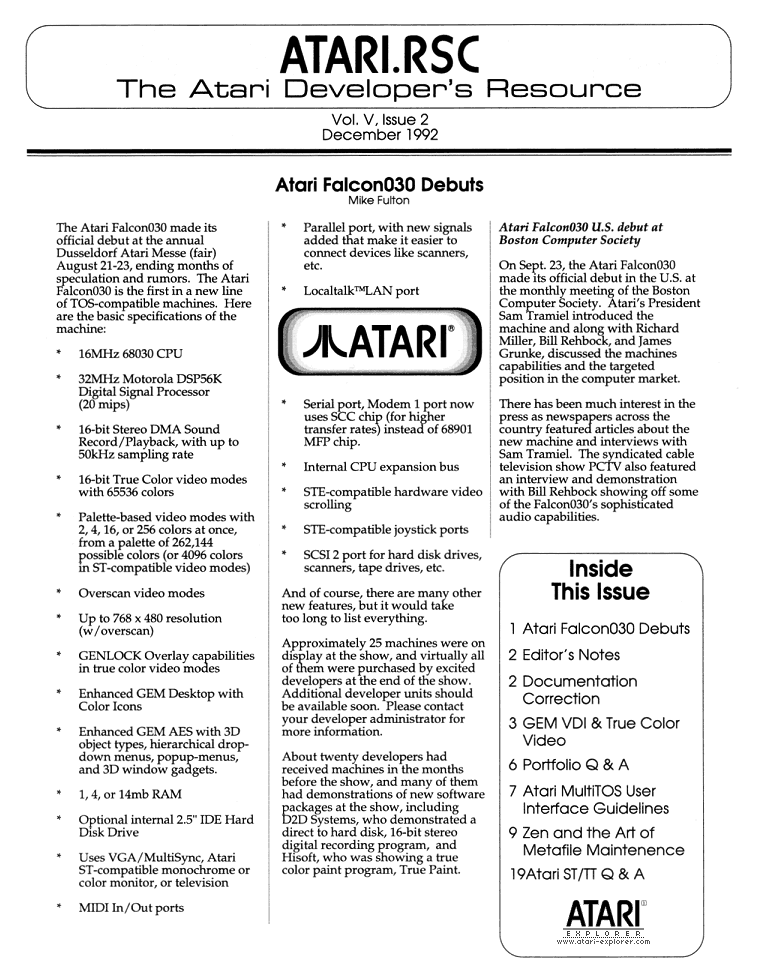 ATARI.RSC
The Atari Developer's Resource
Vol. V, Issue 2
December 1992
Atari Falcon030 Debuts
Mike Fulton
The Atari Falcon030 made its
official debut at the annual
Dusseldorf Atari Messe (fair)
August 21-23, ending months of
speculation and rumors. The Atari
Falcon030 is the first in a new line
of TOS-compatible machines. Here
are the basic specifications of the
machine:
* 16MHz 68030 CPU
* 32MHz Motorola DSP56K
Digital Signal Processor
(20 mips)
* 16-bit Stereo DMA Sound
Record/Playback, with up to
50kHz sampling rate
* 16-bit True Color video modes
with 65536 colors
* Palette-based video modes with
2, 4, 16, or 256 colors at once,
from a palette of 262,144
possible colors (or 4096 colors
in ST-compatible video modes)
* Overscan video modes
* Up to 768 x 480 resolution
(w/overscan)
* GENLOCK Overlay capabilities
in true color video modes
* Enhanced GEM Desktop with
Color Icons
* Enhanced GEM AES with 3D
object types, hierarchical drop-
down menus, popup-menus,
and 3D window gadgets.
* 1, 4, or 14mb RAM
* Optional internal 2.5" IDE Hard
Disk Drive
* Uses VGA/MultiSync, Atari
ST-compatible monochrome or
color monitor, or television
* MIDI In/Out ports
* Parallel port, with new signals
added that make it easier to
connect devices like scanners,
etc.
* Localtalk™LAN port
ATARI®
* Serial port, Modem 1 port now
uses SCC chip (for higher
transfer rates) instead of 68901
MFP chip.
* Internal CPU expansion bus
* STE-compatible hardware video
scrolling
* STE-compatible joystick ports
* SCSI 2 port for hard disk drives,
scanners, tape drives, etc.
And of course, there are many other
new features, but it would take
too long to list everything.
Approximately 25 machines were on
display at the show, and virtually all
of them were purchased by excited
developers at the end of the show.
Additional developer units should
be available soon. Please contact
your developer administrator for
more information.
About twenty developers had
received machines in the months
before the show, and many of them
had demonstrations of new software
packages at the show, including
D2D Systems, who demonstrated a
direct to hard disk, 16-bit stereo
digital recording program, and
Hisoft, who was showing a true
color paint program, True Paint.
Atari Falcon030 U.S. debut at
Boston Computer Society
On Sept. 23, the Atari Falcon030
made its official debut in the U.S. at
the monthly meeting of the Boston
Computer Society. Atari's President
Sam Tramiel introduced the
machine and along with Richard
Miller, Bill Rehbock, and James
Grunke, discussed the machines
capabilities and the targeted
position in the computer market.
There has been much interest in the
press as newspapers across the
country featured articles about the
new machine and interviews with
Sam Tramiel. The syndicated cable
television show PCTV also featured
an interview and demonstration
with Bill Rehbock showing off some
of the Falcon030's sophisticated
audio capabilities.
Inside
This Issue
1 Atari Falcon030 Debuts
2 Editor's Notes
2 Documentation
Correction
3 GEM VDI & True Color
Video
6 Portfolio Q & A
7 Atari MultiTOS User
Interface Guidelines
9 Zen and the Art of
Metafile Maintenence
19Atari ST/TT Q & A
ATARI®
EXPLORER
www.atari-explorer.com